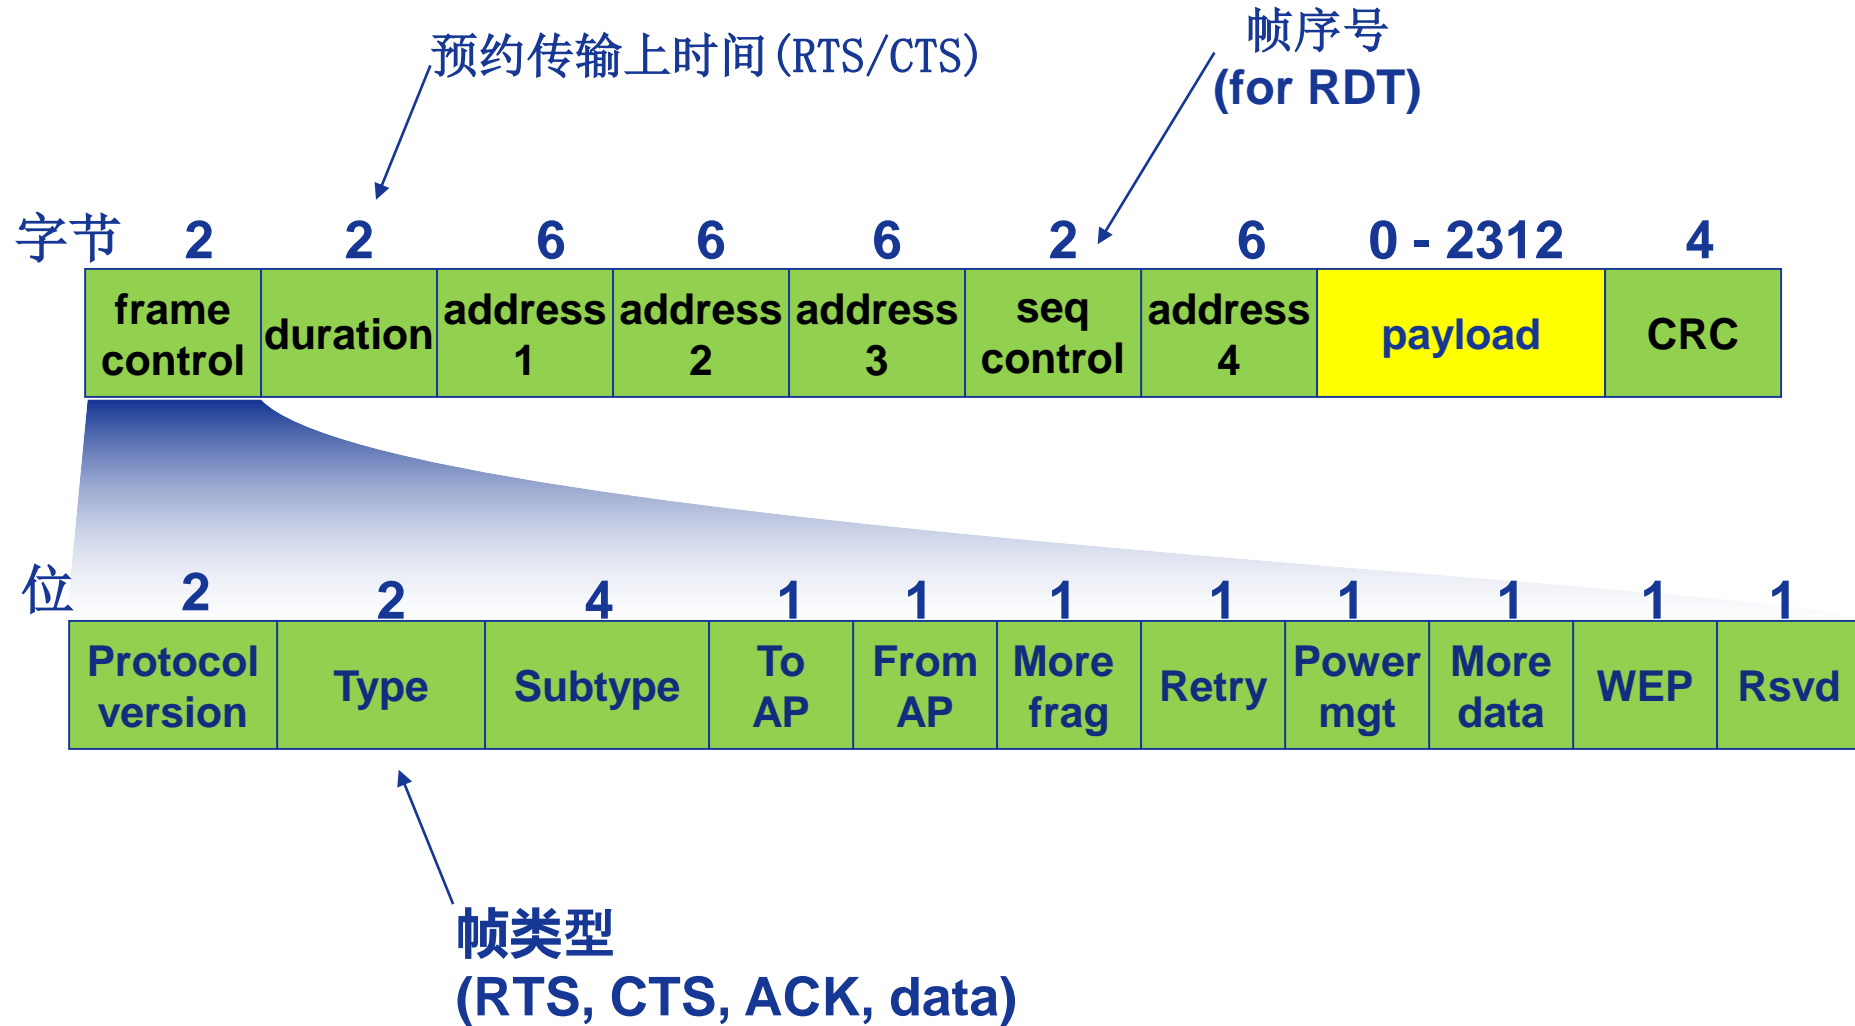 预约传输上时间(RTS/CTS)
帧序号
(for RDT)
字节 2 2 6 6 6 2 6 0 - 2312 4
frame control duration address 1 address 2 address 3 seq control address 4 payload CRC
位 2 2 4 1 1 1 1 1 1 1 1
Protocol version Type Subtype To AP From AP More frag Retry Power mgt More data WEP Rsvd
帧类型
(RTS, CTS, ACK, data)